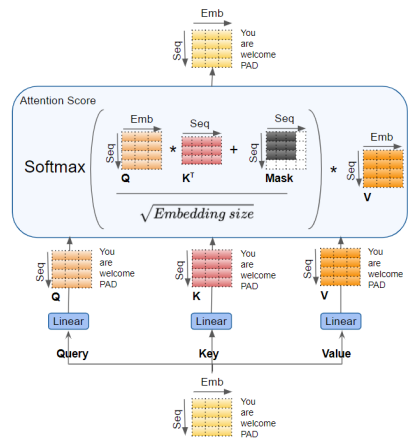 Emb
Seq
You
are
welcome
PAD
Attention Score
Softmax
Emb
Seq
Q
*
Seq
K^T
+
Seq
Seq
Mask
√Embedding size
*
Emb
Seq
V
Seq
Q
You
are
welcome
PAD
Seq
K
You
are
welcome
PAD
Seq
V
You
are
welcome
PAD
Linear
Linear
Linear
Query
Key
Value
Emb
Seq
You
are
welcome
PAD